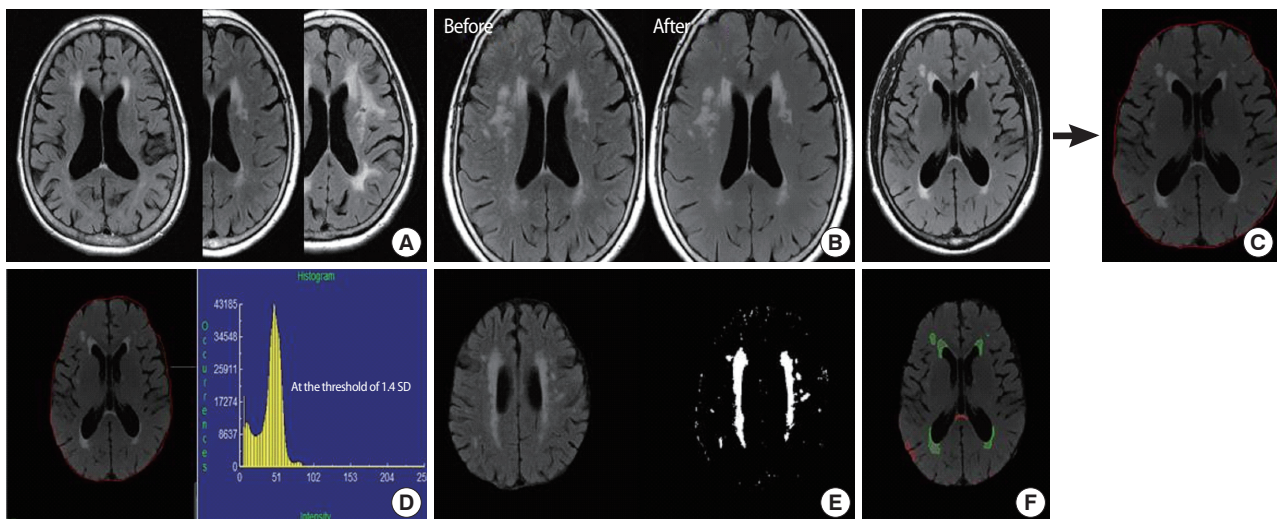 Before
After
A
B
C
Histogram
Occurrences
43185
34548
25911
17274
8637
0
At the threshold of 1.4 SD
0
51
102
153
204
Intensity
D
E
F